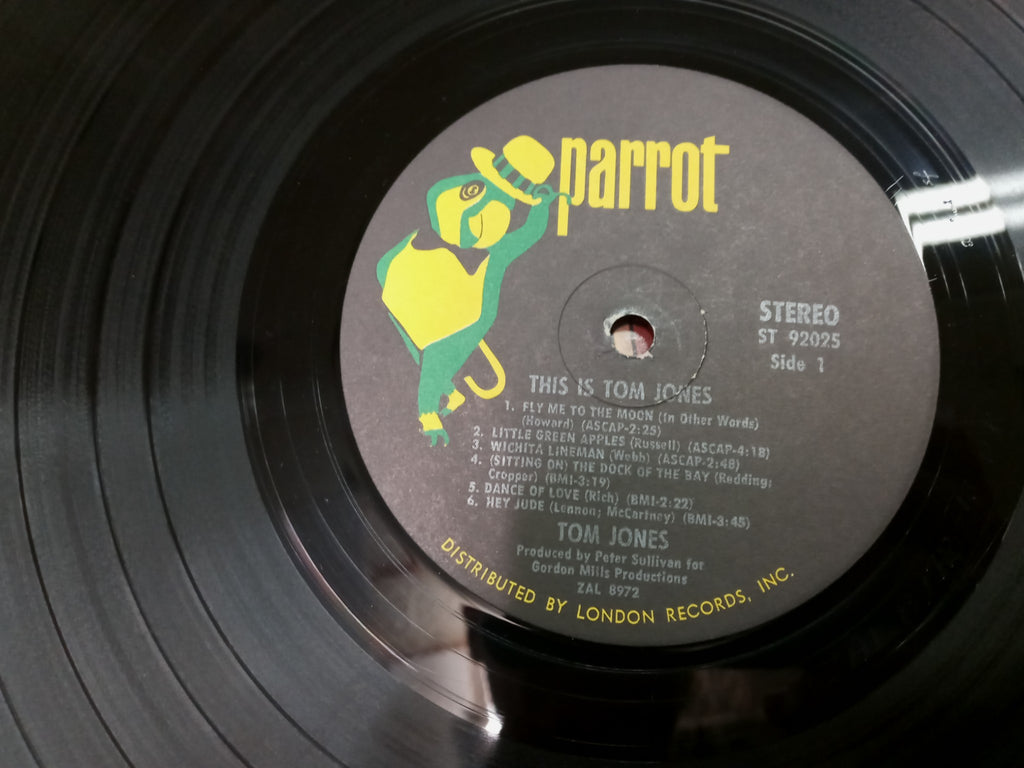 parrot
STEREO
ST 92025
Side 1
THIS IS TOM JONES
1. FLY ME TO THE MOON (In Other Words)
(Howard) (ASCAP-2:25)
2. LITTLE GREEN APPLES (Russell) (ASCAP-4:18)
3. WICHITA LINEMAN (Webb) (ASCAP-2:48)
4. (SITTING ON) THE DOCK OF THE BAY (Redding;
Cropper) (BMI-3:19)
5. DANCE OF LOVE (Rich) (BMI-2:22)
6. HEY JUDE (Lennon; McCartney) (BMI-3:45)
TOM JONES
Produced by Peter Sullivan for
Gordon Mills Productions
ZAL 8972
DISTRIBUTED BY LONDON RECORDS, INC.